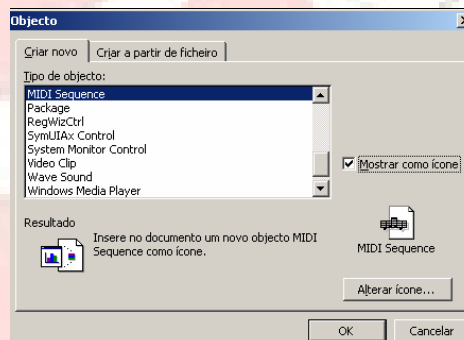 Objecto
Criar novo
Criar a partir de ficheiro
Tipo de objecto:
MIDI Sequence
Package
RegWizCtrl
SymUIAx Control
System Monitor Control
Video Clip
Wave Sound
Windows Media Player
Mostrar como ícone
Resultado
Insere no documento um novo objecto MIDI
Sequence como ícone.
MIDI Sequence
Alterar ícone...
OK
Cancelar